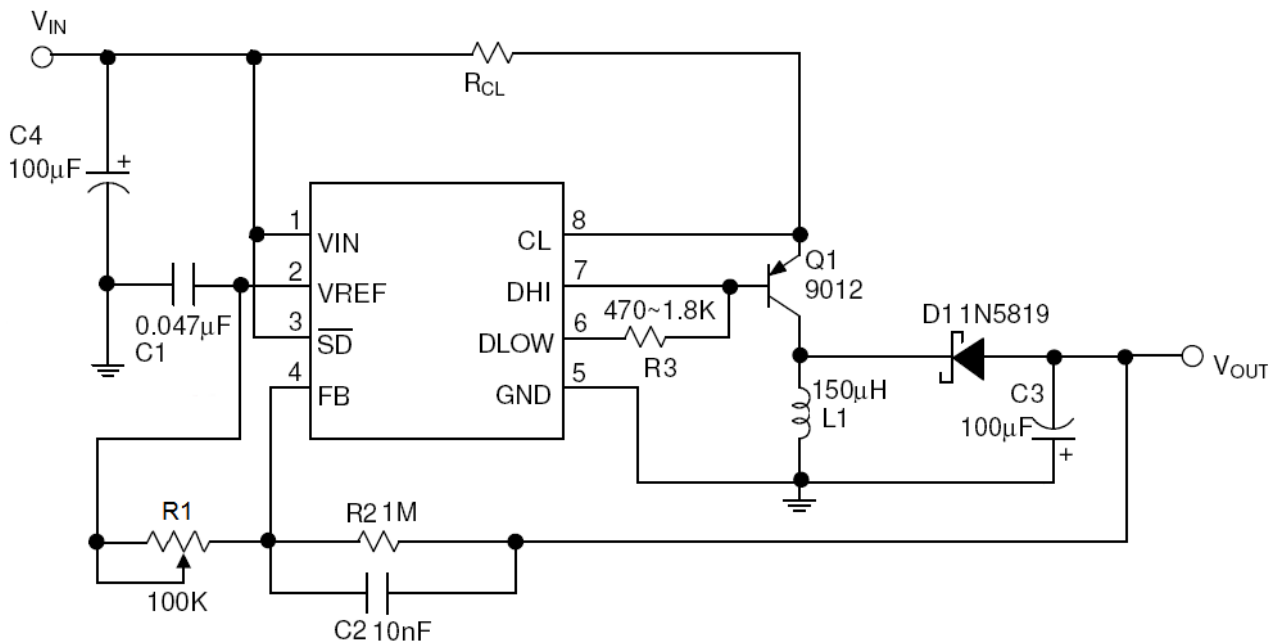 VIN
RCL
C4
100µF
+
1
VIN
CL
8
Q1
9012
2
VREF
DHI
7
0.047µF
C1
3
SD
DLOW
6
470~1.8K
R3
D11N5819
4
FB
GND
5
150µH
L1
C3
100µF
+
VOUT
R1
100K
R2 1M
C2 10nF